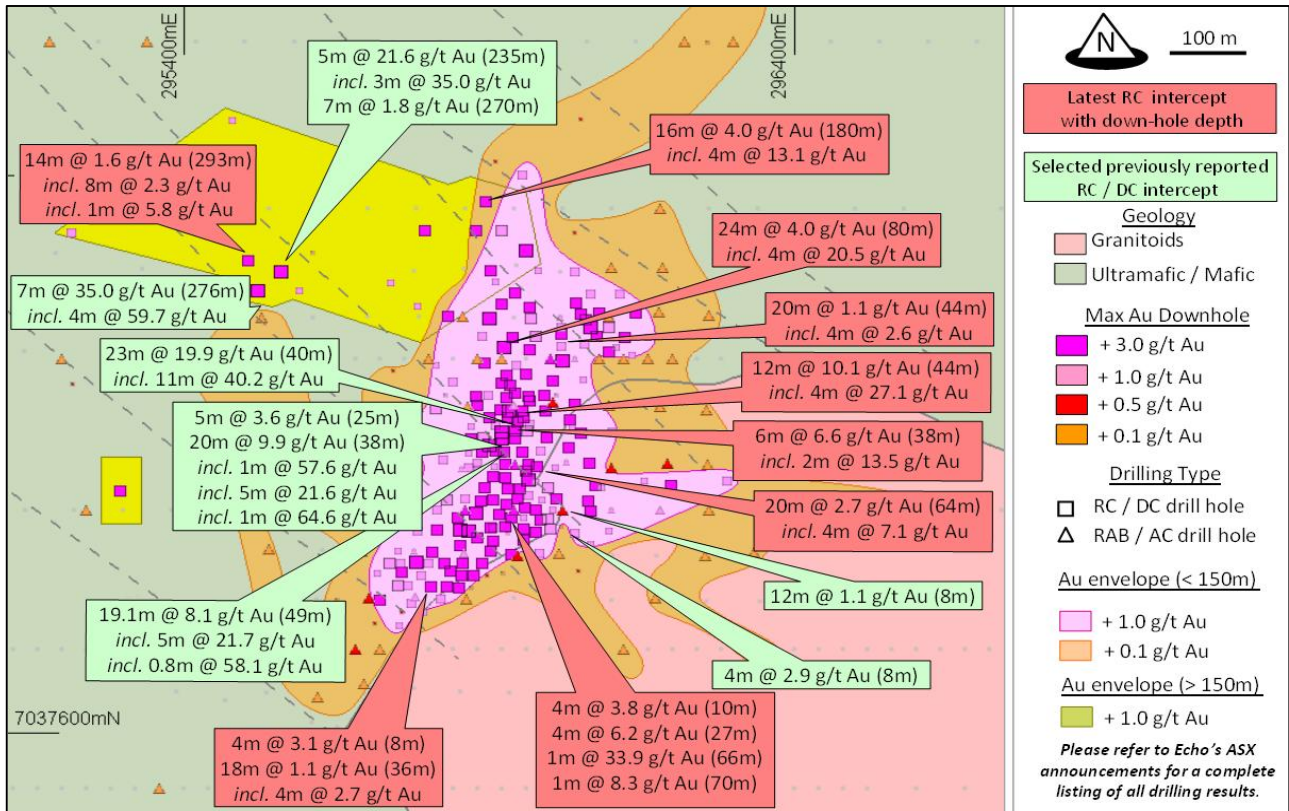 295400mE
296400mE
5m @ 21.6 g/t Au (235m)
incl. 3m @ 35.0 g/t Au
7m @ 1.8 g/t Au (270m)
16m @ 4.0 g/t Au (180m)
incl. 4m @ 13.1 g/t Au
14m @ 1.6 g/t Au (293m)
incl. 8m @ 2.3 g/t Au
incl. 1m @ 5.8 g/t Au
24m @ 4.0 g/t Au (80m)
incl. 4m @ 20.5 g/t Au
7m @ 35.0 g/t Au (276m)
incl. 4m @ 59.7 g/t Au
20m @ 1.1 g/t Au (44m)
incl. 4m @ 2.6 g/t Au
23m @ 19.9 g/t Au (40m)
incl. 11m @ 40.2 g/t Au
12m @ 10.1 g/t Au (44m)
incl. 4m @ 27.1 g/t Au
5m @ 3.6 g/t Au (25m)
20m @ 9.9 g/t Au (38m)
incl. 1m @ 57.6 g/t Au
incl. 5m @ 21.6 g/t Au
incl. 1m @ 64.6 g/t Au
6m @ 6.6 g/t Au (38m)
incl. 2m @ 13.5 g/t Au
20m @ 2.7 g/t Au (64m)
incl. 4m @ 7.1 g/t Au
12m @ 1.1 g/t Au (8m)
19.1m @ 8.1 g/t Au (49m)
incl. 5m @ 21.7 g/t Au
incl. 0.8m @ 58.1 g/t Au
4m @ 2.9 g/t Au (8m)
7037600mN
4m @ 3.1 g/t Au (8m)
18m @ 1.1 g/t Au (36m)
incl. 4m @ 2.7 g/t Au
4m @ 3.8 g/t Au (10m)
4m @ 6.2 g/t Au (27m)
1m @ 33.9 g/t Au (66m)
1m @ 8.3 g/t Au (70m)
N
100 m
Latest RC intercept
with down-hole depth
Selected previously reported
RC / DC intercept
Geology
Granitoids
Ultramafic / Mafic
Max Au Downhole
+ 3.0 g/t Au
+ 1.0 g/t Au
+ 0.5 g/t Au
+ 0.1 g/t Au
Drilling Type
RC / DC drill hole
RAB / AC drill hole
Au envelope (< 150m)
+ 1.0 g/t Au
+ 0.1 g/t Au
Au envelope (> 150m)
+ 1.0 g/t Au
Please refer to Echo's ASX
announcements for a complete
listing of all drilling results.